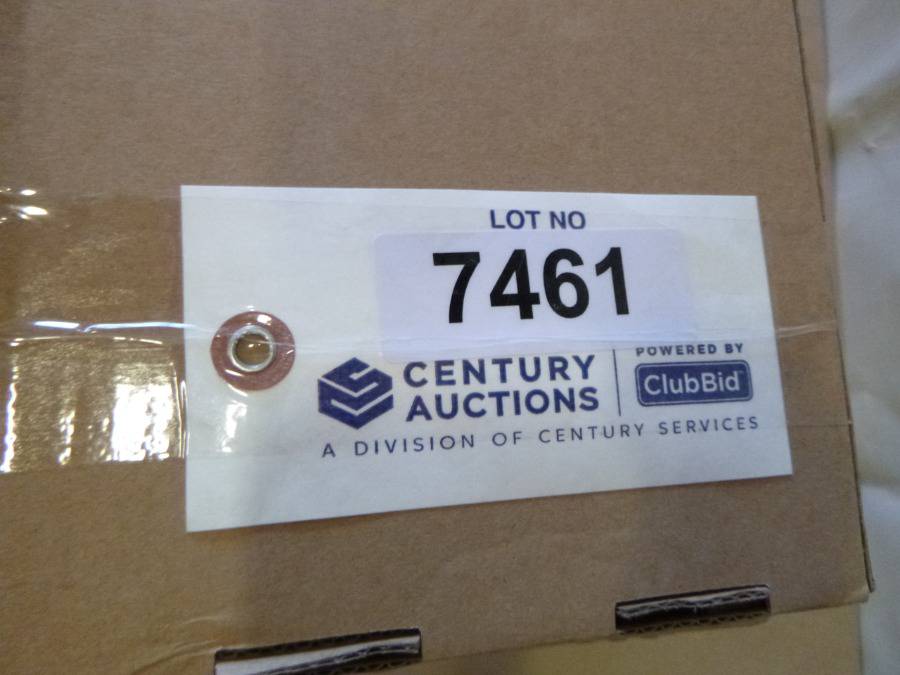 LOT NO
7461
CENTURY
AUCTIONS
POWERED BY
ClubBid
A DIVISION OF CENTURY SERVICES